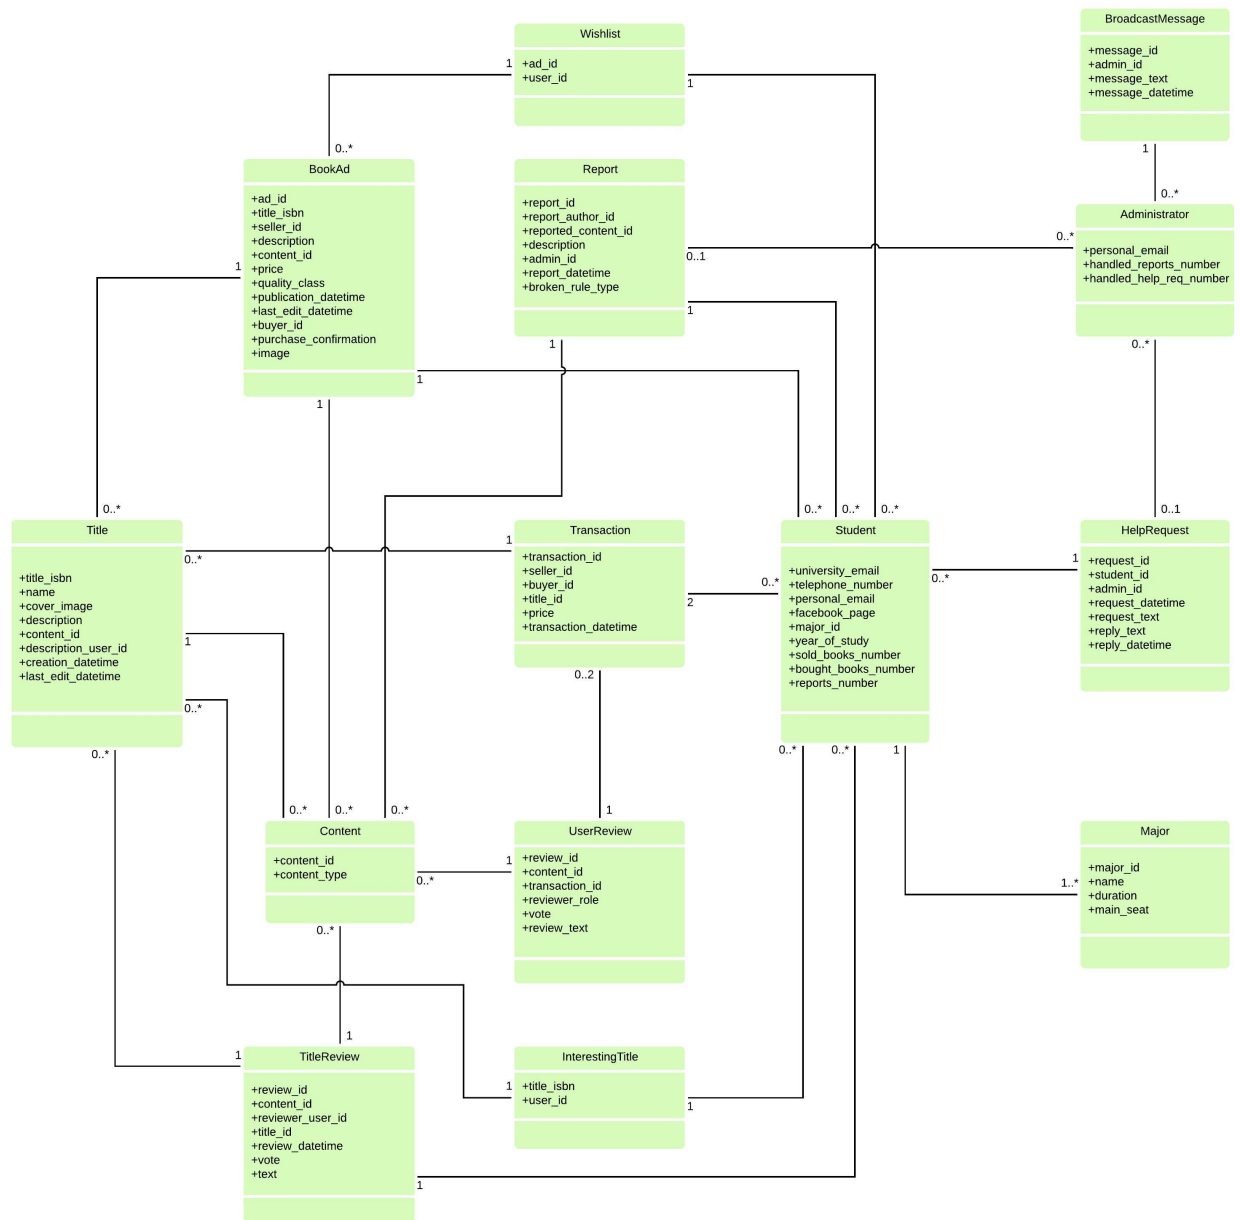 Wishlist
+ad_id
+user_id
1
1
0..*
BroadcastMessage
+message_id
+admin_id
+message_text
+message_datetime
1
0..*
BookAd
+ad_id
+title_isbn
+seller_id
+description
+content_id
+price
+quality_class
+publication_datetime
+last_edit_datetime
+buyer_id
+purchase_confirmation
+image
1
1
1
Report
+report_id
+report_author_id
+reported_content_id
+description
+admin_id
+report_datetime
+broken_rule_type
0..1
1
1
Administrator
+personal_email
+handled_reports_number
+handled_help_req_number
0..*
0..*
0..*
0..*
0..*
0..*
0..1
Title
+title_isbn
+name
+cover_image
+description
+content_id
+description_user_id
+creation_datetime
+last_edit_datetime
0..*
1
0..*
0..*
Transaction
+transaction_id
+seller_id
+buyer_id
+title_id
+price
+transaction_datetime
1
2
0..2
Student
+university_email
+telephone_number
+personal_email
+facebook_page
+major_id
+year_of_study
+sold_books_number
+bought_books_number
+reports_number
0..*
0..*
0..*
0..*
1
HelpRequest
+request_id
+student_id
+admin_id
+request_datetime
+request_text
+reply_text
+reply_datetime
1
0..*
0..*
0..*
1
Content
+content_id
+content_type
0..*
0..*
UserReview
+review_id
+content_id
+transaction_id
+reviewer_role
+vote
+review_text
1
Major
+major_id
+name
+duration
+main_seat
1..*
1
1
TitleReview
+review_id
+content_id
+reviewer_user_id
+title_id
+review_datetime
+vote
+text
1
InterestingTitle
+title_isbn
+user_id
1
1